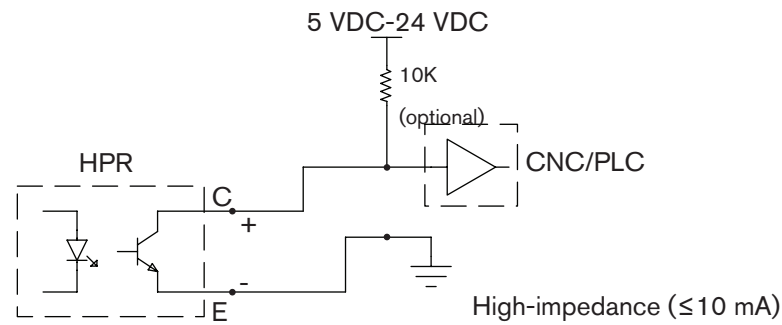 5 VDC-24 VDC
10K
(optional)
HPR
CNC/PLC
C
+
-
E
High-impedance (≤10 mA)